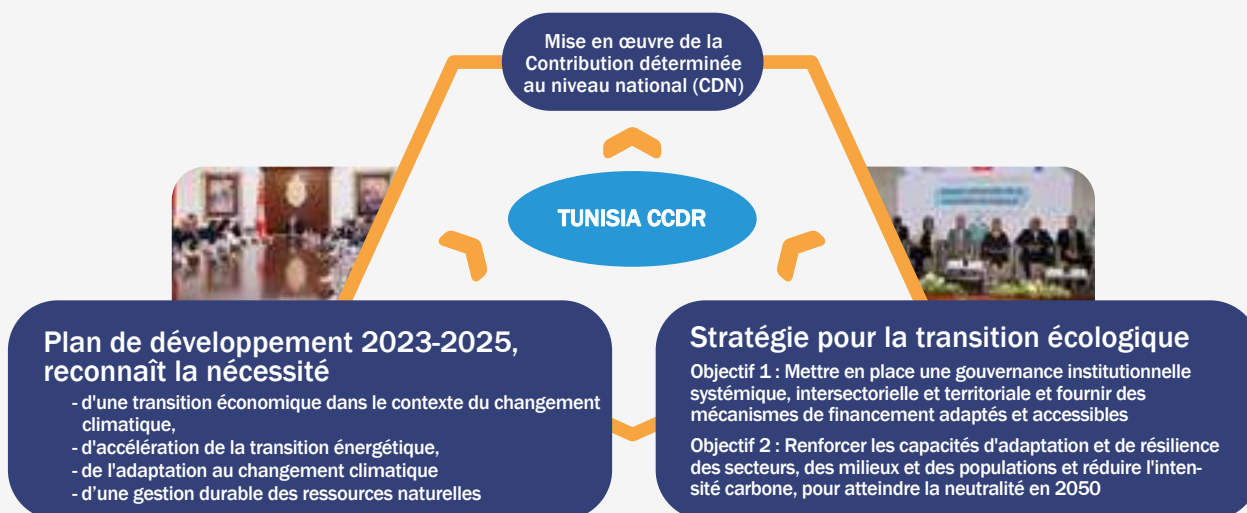 Mise en œuvre de la
Contribution déterminée
au niveau national (CDN)
TUNISIA CCDR
Plan de développement 2023-2025,
reconnaît la nécessité
- d'une transition économique dans le contexte du changement
climatique,
- d'accélération de la transition énergétique,
- de l'adaptation au changement climatique
- d’une gestion durable des ressources naturelles
Stratégie pour la transition écologique
Objectif 1 : Mettre en place une gouvernance institutionnelle
systémique, intersectorielle et territoriale et fournir des
mécanismes de financement adaptés et accessibles
Objectif 2 : Renforcer les capacités d'adaptation et de résilience
des secteurs, des milieux et des populations et réduire l'inten-
sité carbone, pour atteindre la neutralité en 2050